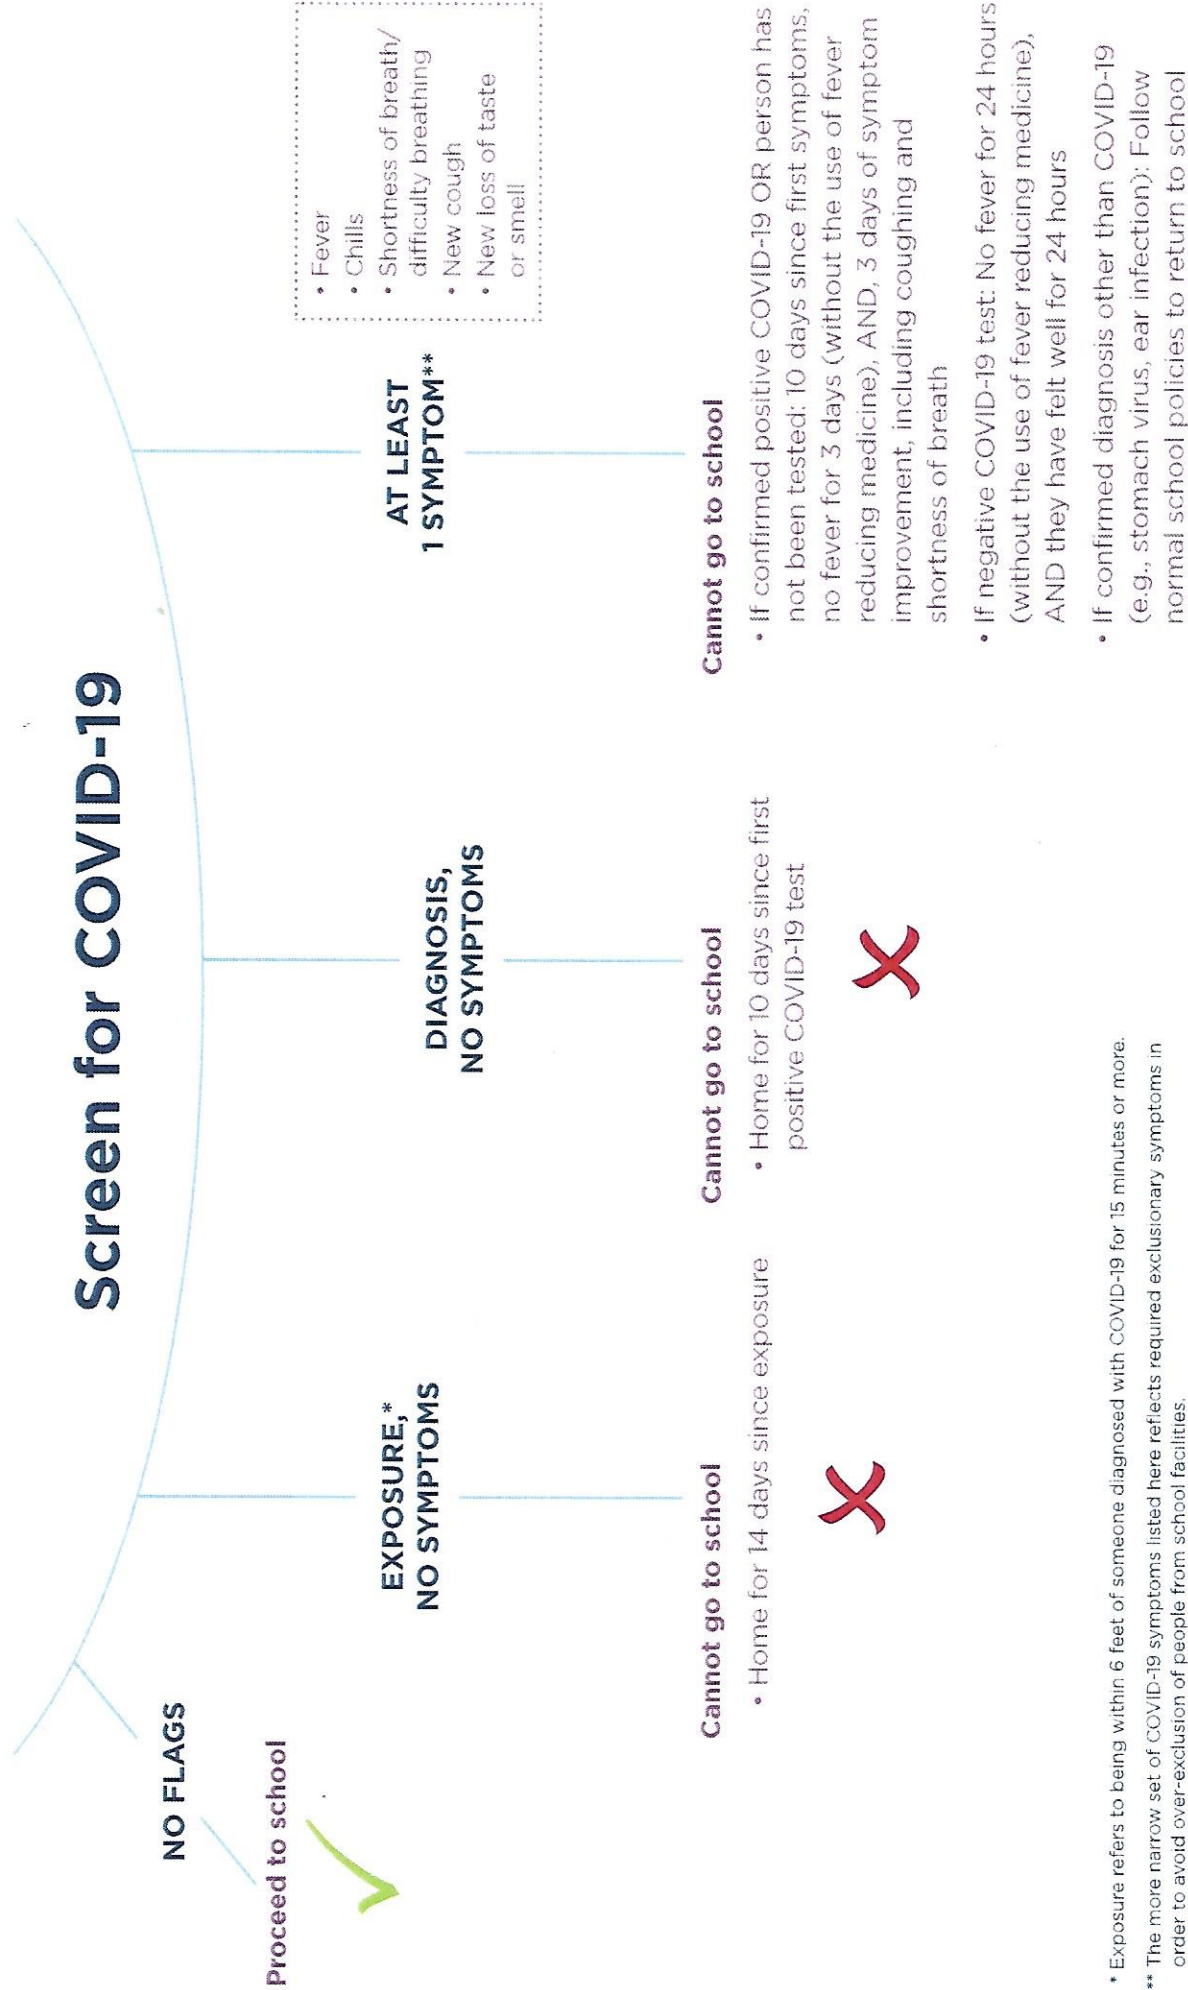 Screen for COVID-19
NO FLAGS
Proceed to school
EXPOSURE,*
NO SYMPTOMS
Cannot go to school
• Home for 14 days since exposure
DIAGNOSIS,
NO SYMPTOMS
Cannot go to school
• Home for 10 days since first
positive COVID-19 test
AT LEAST
1 SYMPTOM**
• Fever
• Chills
• Shortness of breath/
difficulty breathing
• New cough
• New loss of taste
or smell
Cannot go to school
• If confirmed positive COVID-19 OR person has
not been tested: 10 days since first symptoms,
no fever for 3 days (without the use of fever
reducing medicine), AND, 3 days of symptom
improvement, including coughing and
shortness of breath
• If negative COVID-19 test: No fever for 24 hours
(without the use of fever reducing medicine),
AND they have felt well for 24 hours
• If confirmed diagnosis other than COVID-19
(e.g., stomach virus, ear infection): Follow
normal school policies to return to school
* Exposure refers to being within 6 feet of someone diagnosed with COVID-19 for 15 minutes or more.
** The more narrow set of COVID-19 symptoms listed here reflects required exclusionary symptoms in
order to avoid over-exclusion of people from school facilities.